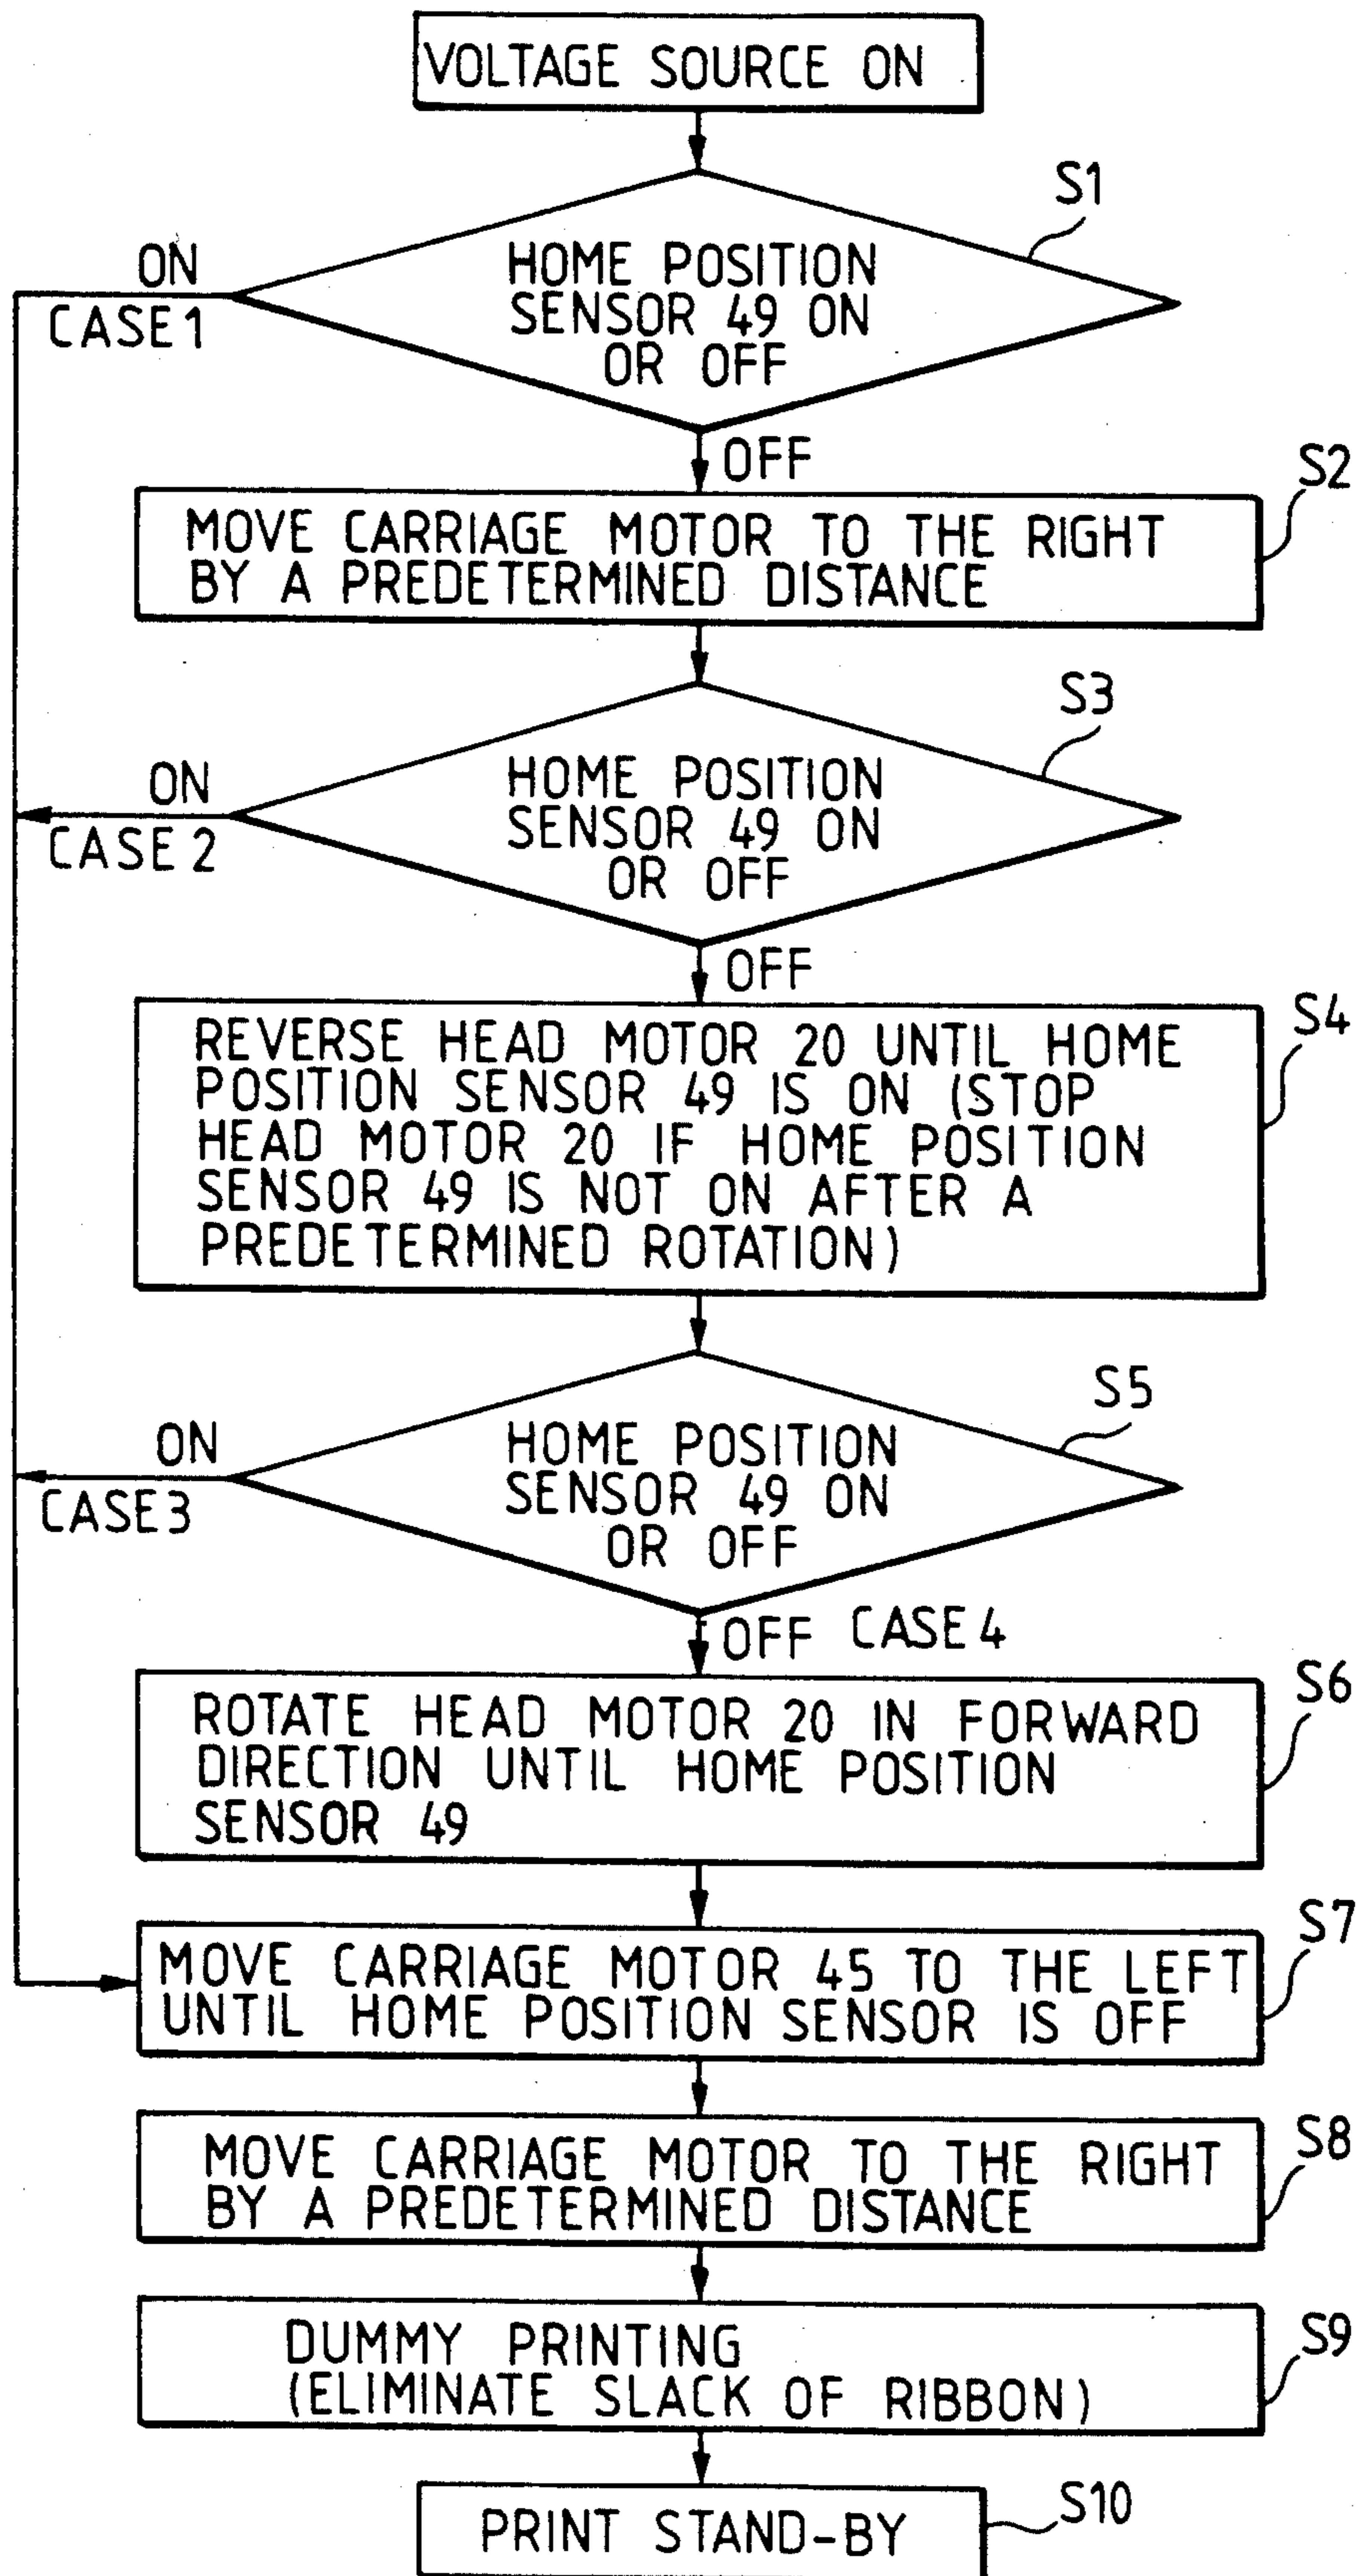 VOLTAGE SOURCE ON
S1
HOME POSITION
SENSOR 49 ON
OR OFF
ON
CASE 1
OFF
S2
MOVE CARRIAGE MOTOR TO THE RIGHT
BY A PREDETERMINED DISTANCE
S3
HOME POSITION
SENSOR 49 ON
OR OFF
ON
CASE 2
OFF
S4
REVERSE HEAD MOTOR 20 UNTIL HOME
POSITION SENSOR 49 IS ON (STOP
HEAD MOTOR 20 IF HOME POSITION
SENSOR 49 IS NOT ON AFTER A
PREDETERMINED ROTATION)
S5
HOME POSITION
SENSOR 49 ON
OR OFF
ON
CASE 3
OFF CASE 4
S6
ROTATE HEAD MOTOR 20 IN FORWARD
DIRECTION UNTIL HOME POSITION
SENSOR 49
S7
MOVE CARRIAGE MOTOR 45 TO THE LEFT
UNTIL HOME POSITION SENSOR IS OFF
S8
MOVE CARRIAGE MOTOR TO THE RIGHT
BY A PREDETERMINED DISTANCE
S9
DUMMY PRINTING
(ELIMINATE SLACK OF RIBBON)
S10
PRINT STAND-BY